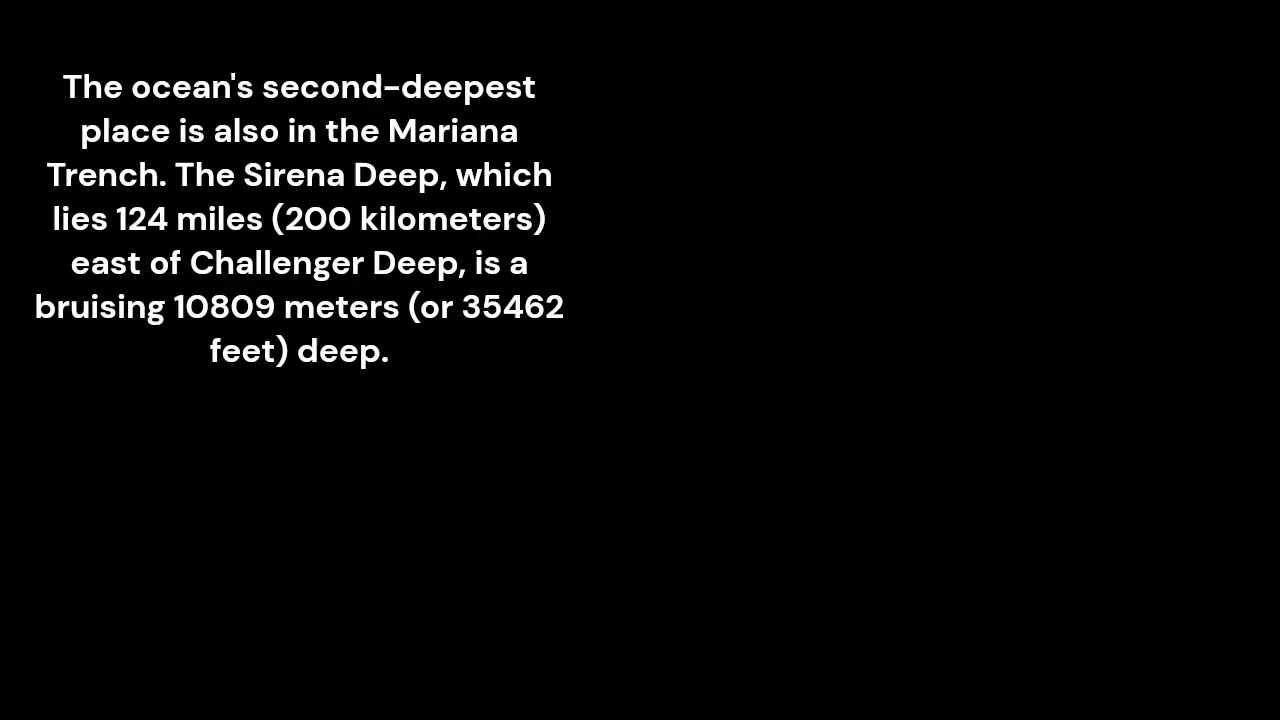 The ocean's second-deepest
place is also in the Mariana
Trench. The Sirena Deep, which
lies 124 miles (200 kilometers)
east of Challenger Deep, is a
bruising 10809 meters (or 35462
feet) deep.